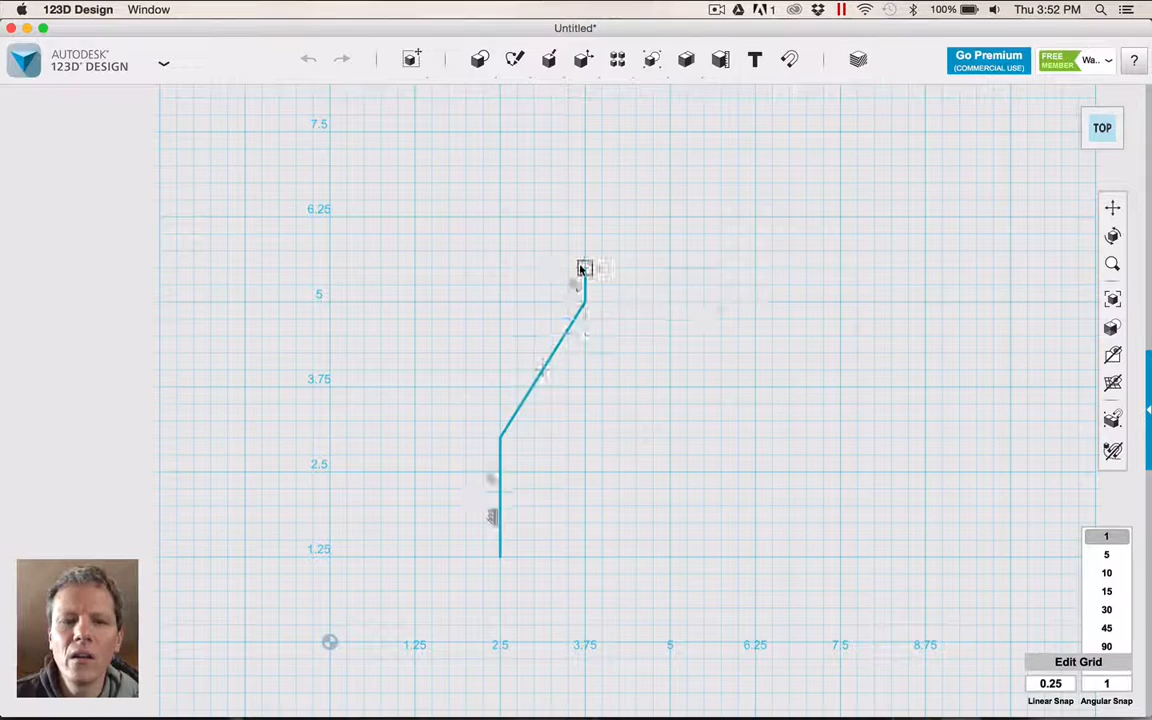 123D Design Window 100% Thu 3:52 PM
Untitled*
AUTODESK
123D® DESIGN
T
Go Premium
(COMMERCIAL USE)
FREE
MEMBER
Wa..
?
TOP
7.5
6.25
5
3.75
2.5
1.25
1.25 2.5 3.75 5 6.25 7.5 8.75
1
5
10
15
30
45
90
Edit Grid
0.25 1
Linear Snap Angular Snap